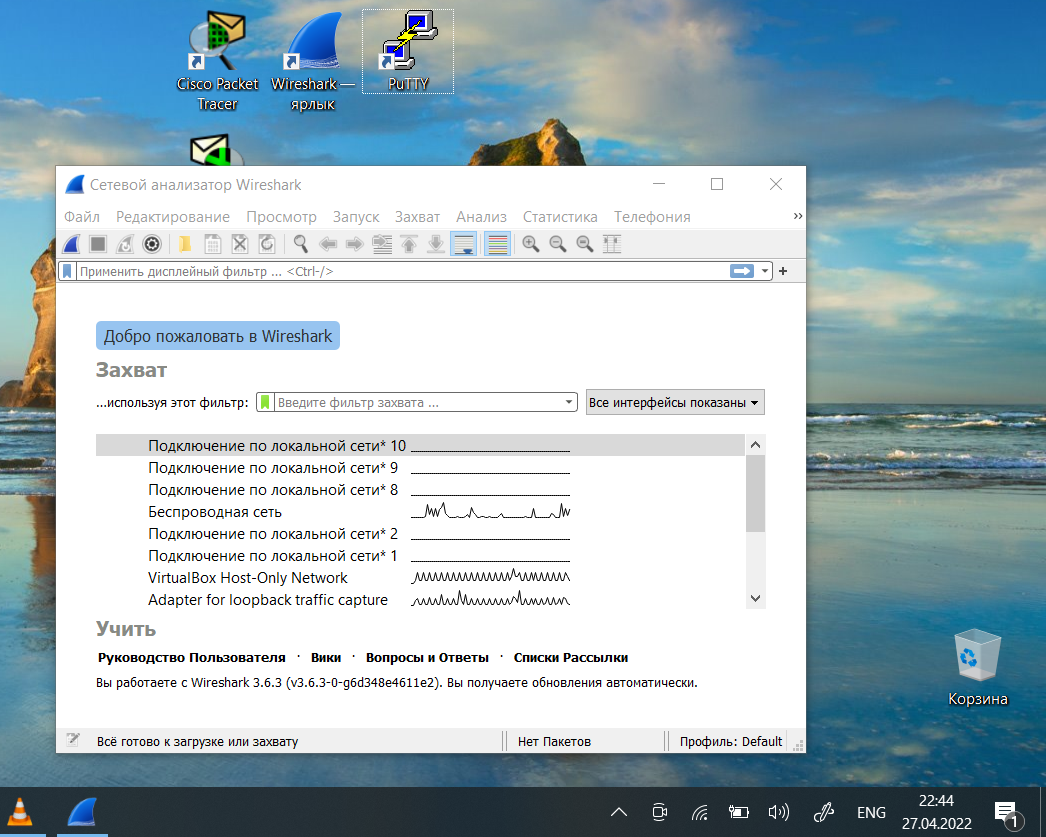 Cisco Packet
Tracer
Wireshark —
ярлык
PuTTY
Сетевой анализатор Wireshark
Файл Редактирование Просмотр Запуск Захват Анализ Статистика Телефония »
Применить дисплейный фильтр ... <Ctrl-/> +
Добро пожаловать в Wireshark
Захват
...используя этот фильтр: Введите фильтр захвата ... Все интерфейсы показаны
Подключение по локальной сети* 10
Подключение по локальной сети* 9
Подключение по локальной сети* 8
Беспроводная сеть
Подключение по локальной сети* 2
Подключение по локальной сети* 1
VirtualBox Host-Only Network
Adapter for loopback traffic capture
Учить
Руководство Пользователя · Вики · Вопросы и Ответы · Списки Рассылки
Вы работаете с Wireshark 3.6.3 (v3.6.3-0-g6d348e4611e2). Вы получаете обновления автоматически.
Всё готово к загрузке или захвату Нет Пакетов Профиль: Default
Корзина
ENG
22:44
27.04.2022
1